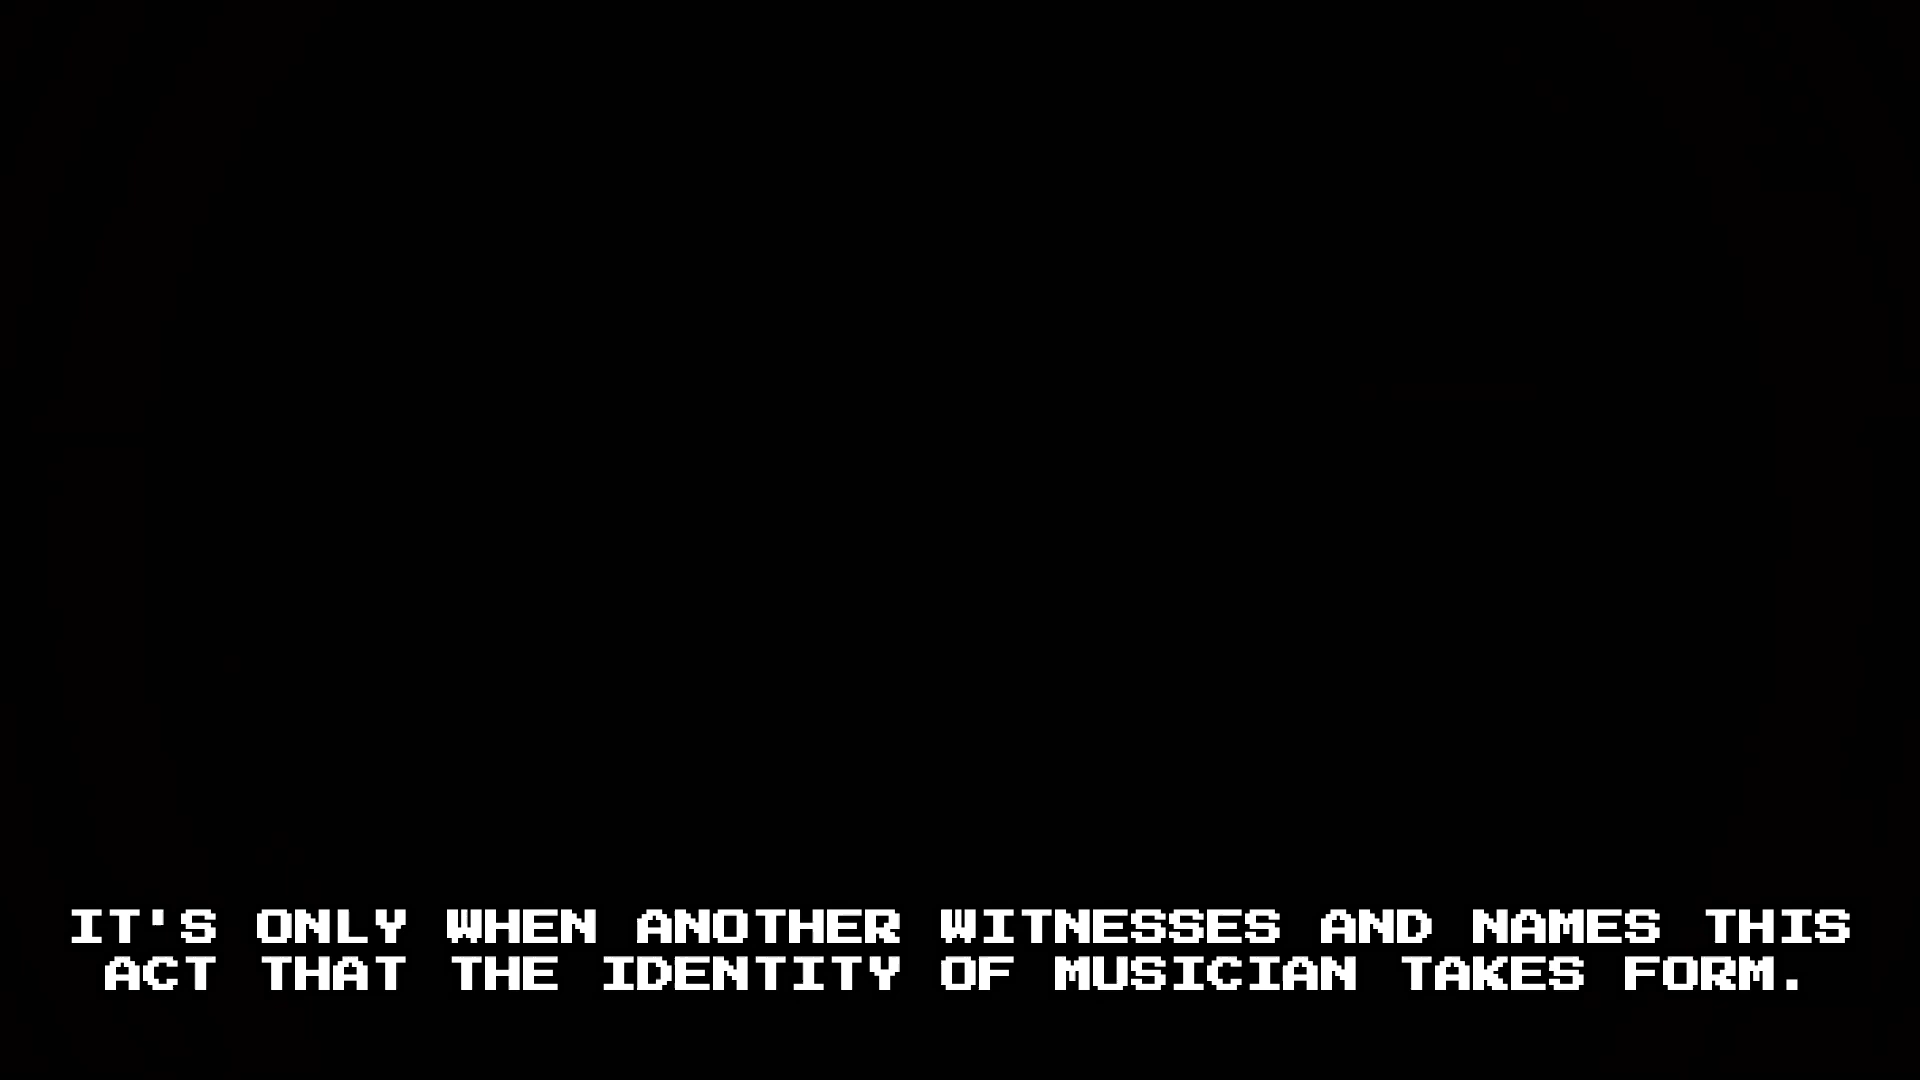 IT'S ONLY WHEN ANOTHER WITNESSES AND NAMES THIS
ACT THAT THE IDENTITY OF MUSICIAN TAKES FORM.